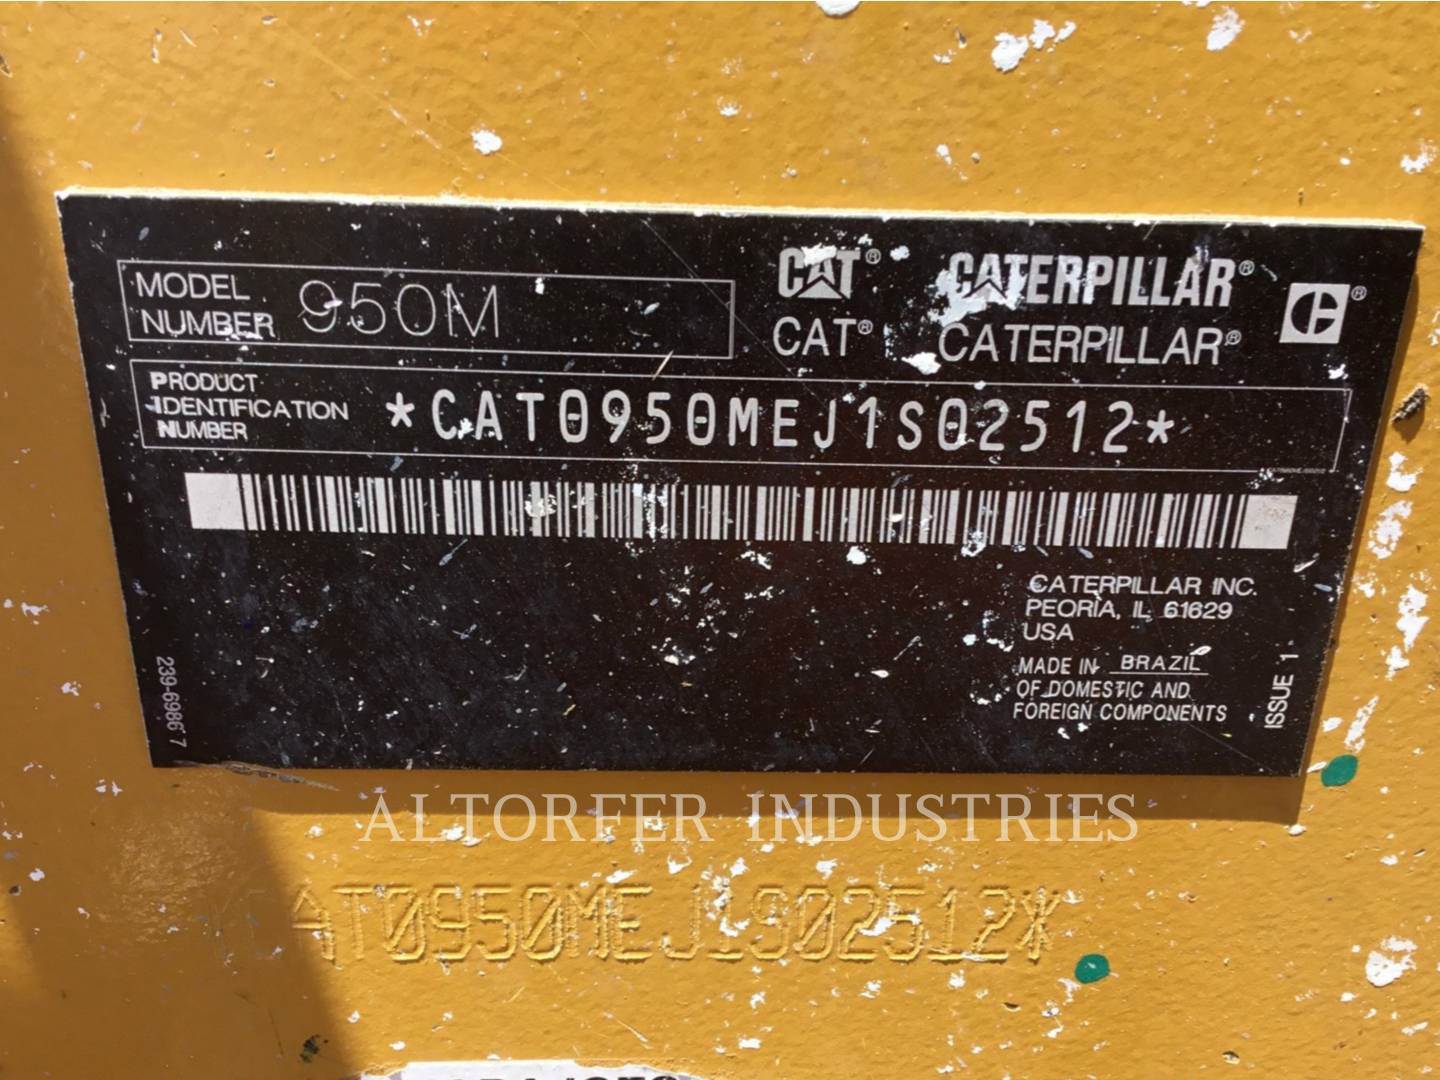 MODEL NUMBER 950M
CAT® CATERPILLAR®
CAT® CATERPILLAR®
PRODUCT IDENTIFICATION NUMBER *CAT0950MEJ1S02512*
CATERPILLAR INC.
PEORIA, IL 61629
USA
MADE IN BRAZIL
OF DOMESTIC AND
FOREIGN COMPONENTS
ISSUE 1
239-6986 7
ALTORFER INDUSTRIES
CAT0950MEJ1S02512*